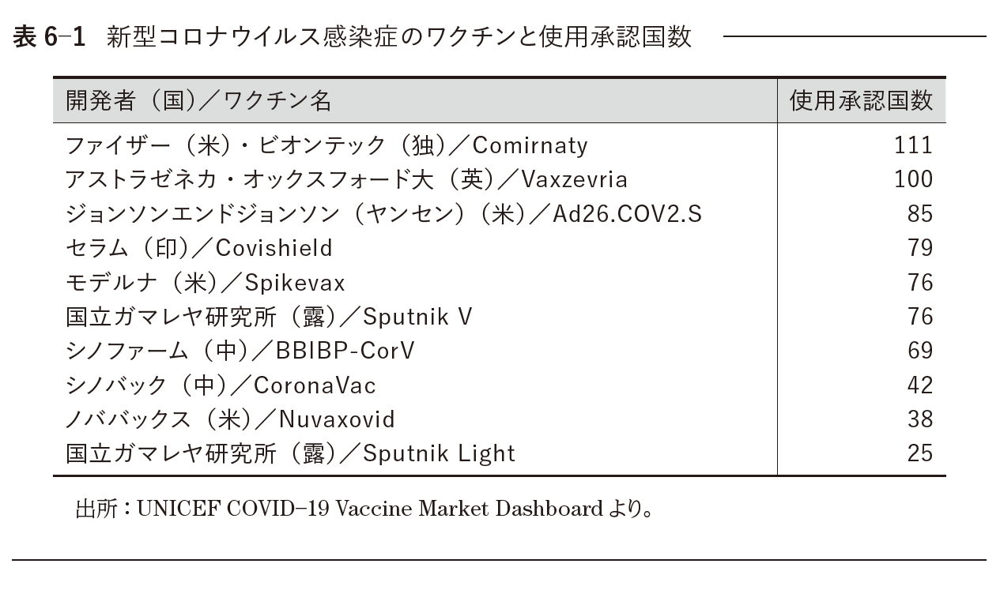 表 6–1 新型コロナウイルス感染症のワクチンと使用承認国数
開発者（国）／ワクチン名 使用承認国数
ファイザー（米）・ビオンテック（独）／Comirnaty 111
アストラゼネカ・オックスフォード大（英）／Vaxzevria 100
ジョンソンエンドジョンソン（ヤンセン）（米）／Ad26.COV2.S 85
セラム（印）／Covishield 79
モデルナ（米）／Spikevax 76
国立ガマレヤ研究所（露）／Sputnik V 76
シノファーム（中）／BBIBP-CorV 69
シノバック（中）／CoronaVac 42
ノババックス（米）／Nuvaxovid 38
国立ガマレヤ研究所（露）／Sputnik Light 25
出所：UNICEF COVID–19 Vaccine Market Dashboard より。